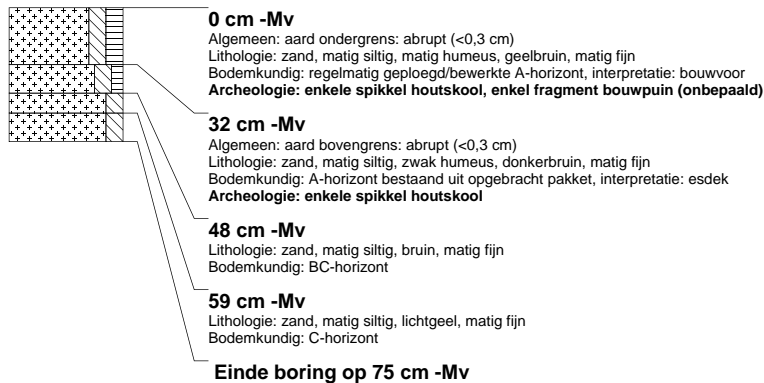 0 cm -Mv
Algemeen: aard ondergrens: abrupt (<0,3 cm)
Lithologie: zand, matig siltig, matig humeus, geelbruin, matig fijn
Bodemkundig: regelmatig geploegd/bewerkte A-horizont, interpretatie: bouwvoor
Archeologie: enkele spikkel houtskool, enkel fragment bouwpuin (onbepaald)
32 cm -Mv
Algemeen: aard bovengrens: abrupt (<0,3 cm)
Lithologie: zand, matig siltig, zwak humeus, donkerbruin, matig fijn
Bodemkundig: A-horizont bestaand uit opgebracht pakket, interpretatie: esdek
Archeologie: enkele spikkel houtskool
48 cm -Mv
Lithologie: zand, matig siltig, bruin, matig fijn
Bodemkundig: BC-horizont
59 cm -Mv
Lithologie: zand, matig siltig, lichtgeel, matig fijn
Bodemkundig: C-horizont
Einde boring op 75 cm -Mv